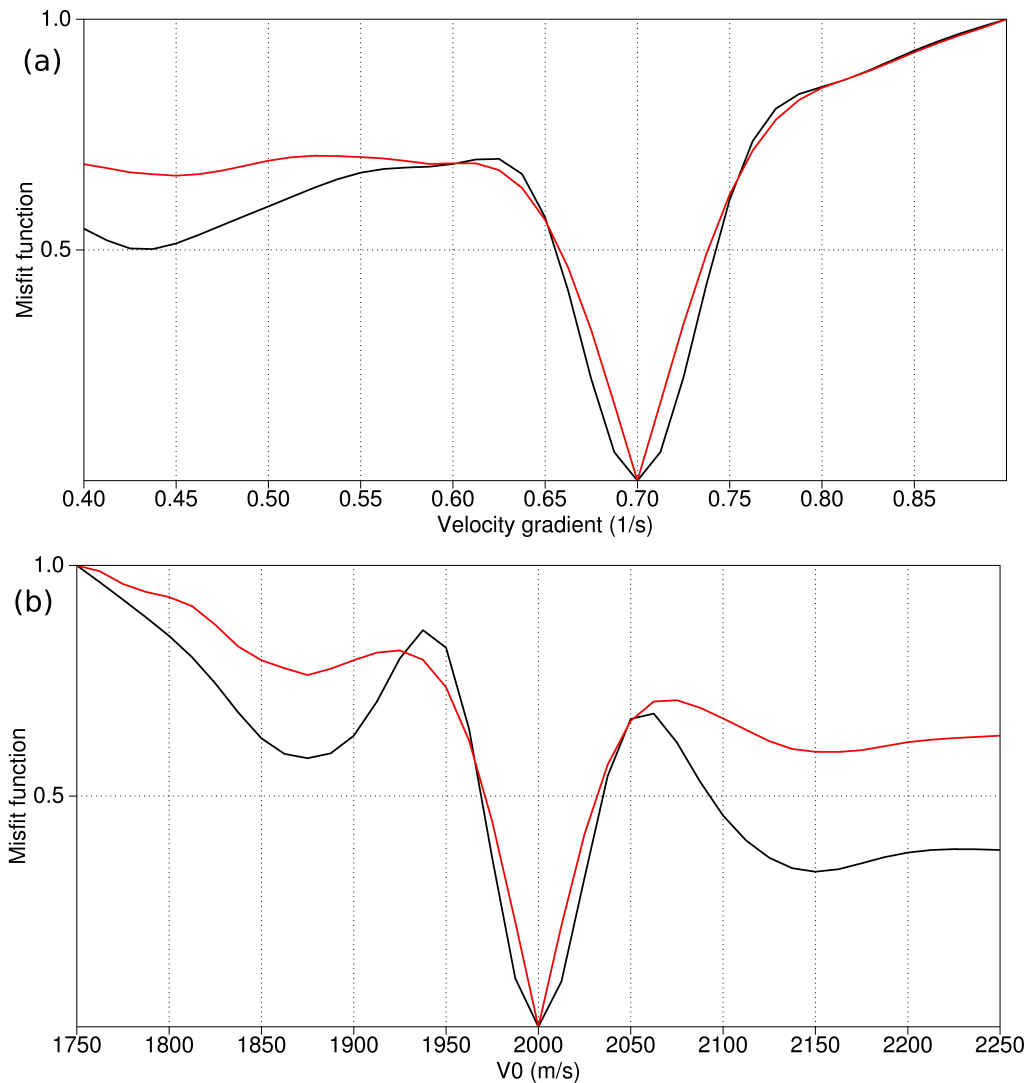 (a)
1.0
0.5
Misfit function
0.40 0.45 0.50 0.55 0.60 0.65 0.70 0.75 0.80 0.85
Velocity gradient (1/s)
(b)
1.0
0.5
Misfit function
1750 1800 1850 1900 1950 2000 2050 2100 2150 2200 2250
V0 (m/s)